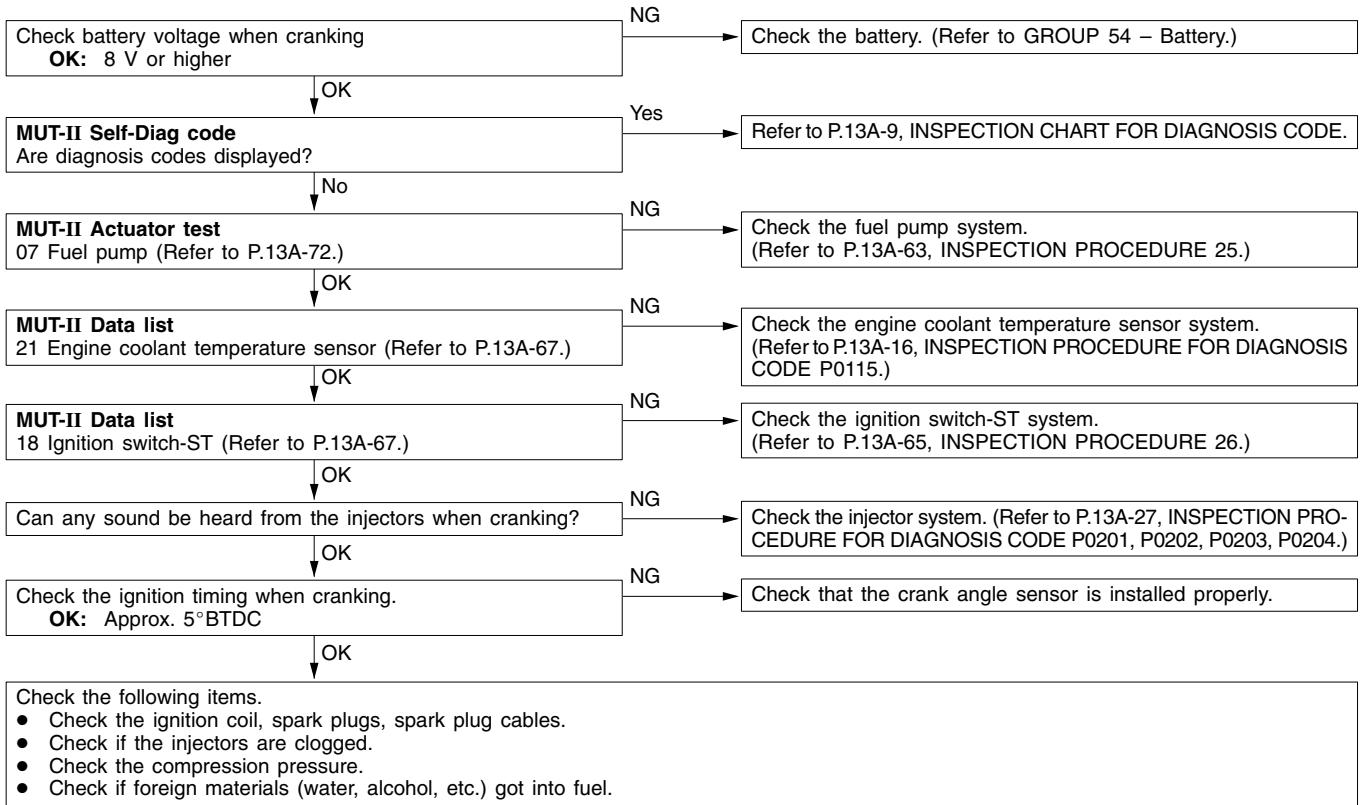 NG
Check battery voltage when cranking
OK: 8 V or higher
Check the battery. (Refer to GROUP 54 – Battery.)
OK
Yes
MUT-II Self-Diag code
Are diagnosis codes displayed?
Refer to P.13A-9, INSPECTION CHART FOR DIAGNOSIS CODE.
No
NG
MUT-II Actuator test
07 Fuel pump (Refer to P.13A-72.)
Check the fuel pump system.
(Refer to P.13A-63, INSPECTION PROCEDURE 25.)
OK
NG
MUT-II Data list
21 Engine coolant temperature sensor (Refer to P.13A-67.)
Check the engine coolant temperature sensor system.
(Refer to P.13A-16, INSPECTION PROCEDURE FOR DIAGNOSIS
CODE P0115.)
OK
NG
MUT-II Data list
18 Ignition switch-ST (Refer to P.13A-67.)
Check the ignition switch-ST system.
(Refer to P.13A-65, INSPECTION PROCEDURE 26.)
OK
NG
Can any sound be heard from the injectors when cranking?
Check the injector system. (Refer to P.13A-27, INSPECTION PRO-
CEDURE FOR DIAGNOSIS CODE P0201, P0202, P0203, P0204.)
OK
NG
Check the ignition timing when cranking.
OK: Approx. 5°BTDC
Check that the crank angle sensor is installed properly.
OK
Check the following items.
● Check the ignition coil, spark plugs, spark plug cables.
● Check if the injectors are clogged.
● Check the compression pressure.
● Check if foreign materials (water, alcohol, etc.) got into fuel.